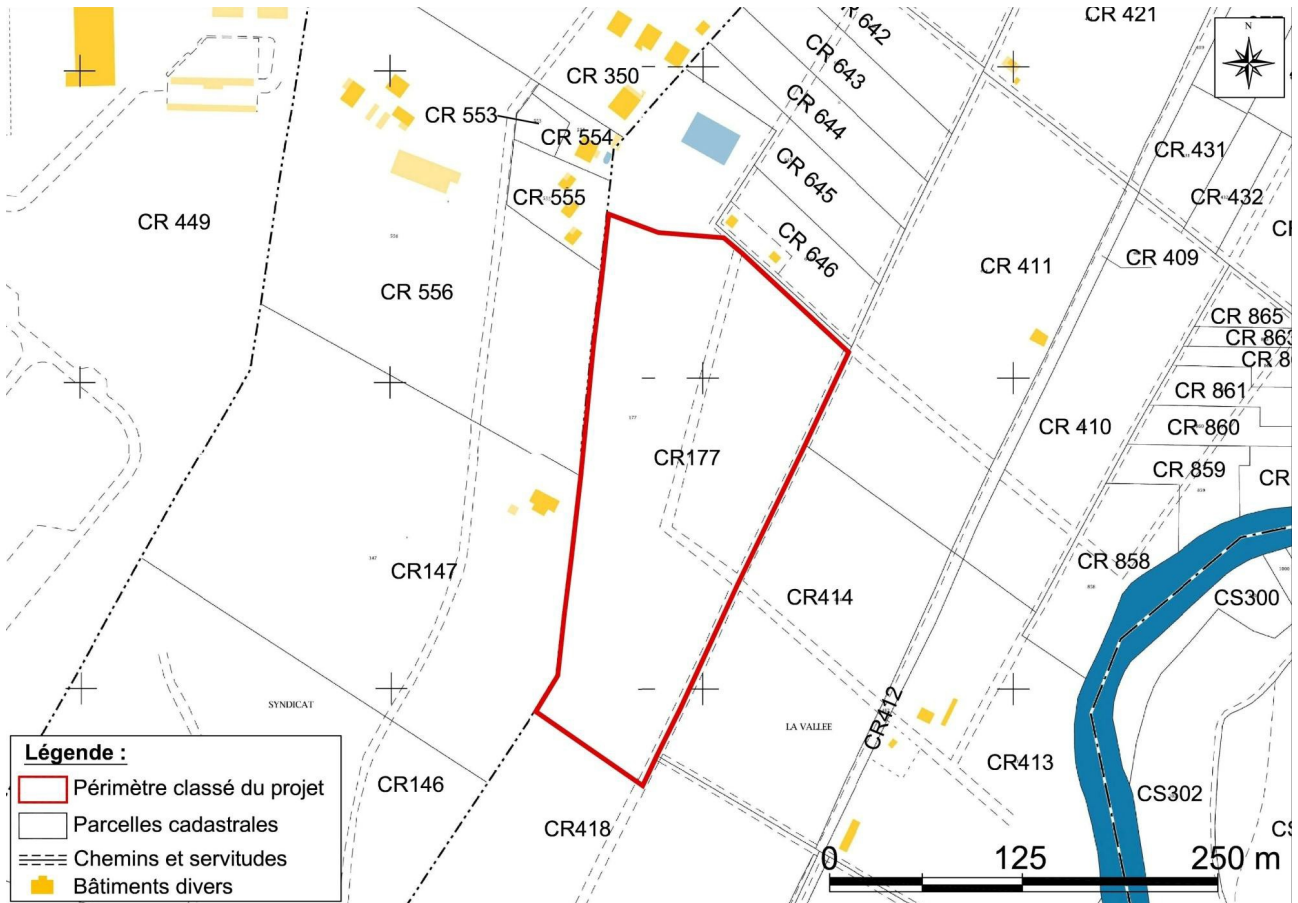 CR 421
N
CR 642
CR 643
CR 350
CR 644
CR 553
CR 554
CR 431
CR 645
CR 432
CR 555
CR 449
CR 646
CR 409
CR 411
556
CR 556
CR 865
CR 861
177
CR 410
CR 860
CR177
CR 859
147
CR147
CR 858
CR414
CS300
SYNDICAT
LA VALLEE
CR412
CR413
CR146
CS302
CR418
Légende :
Périmètre classé du projet
Parcelles cadastrales
Chemins et servitudes
Bâtiments divers
0 125 250 m